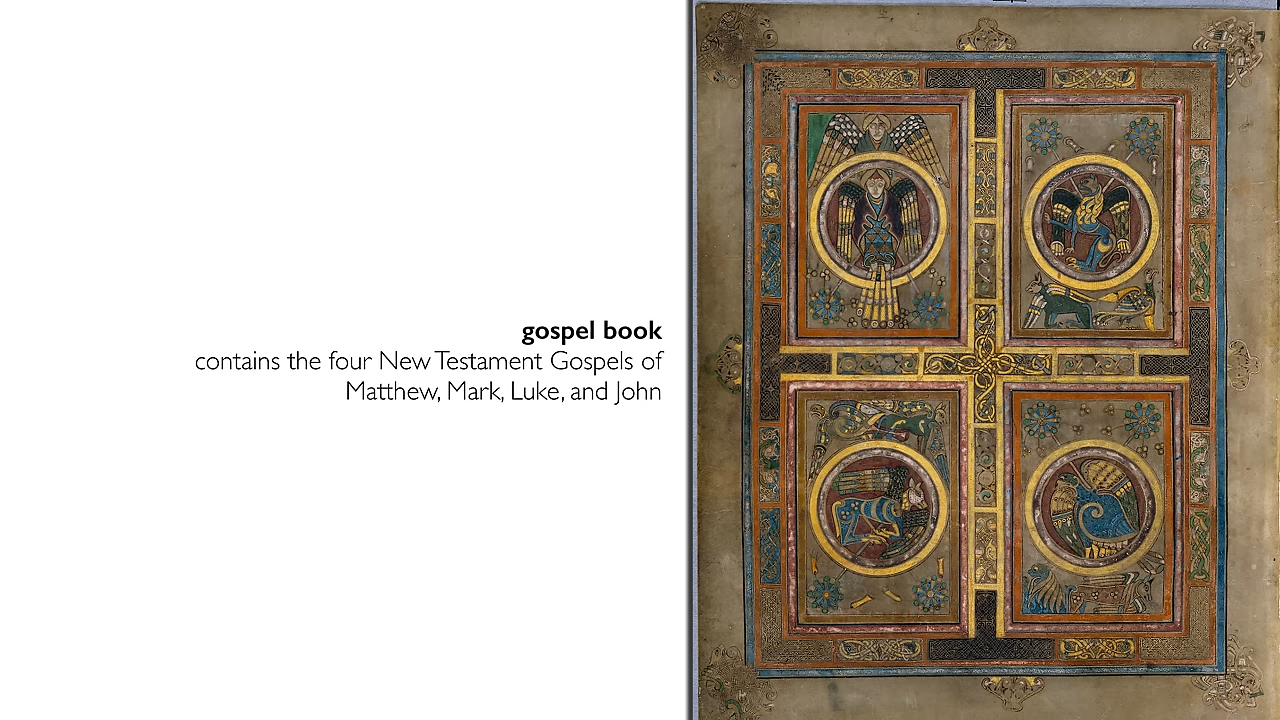 gospel book
contains the four New Testament Gospels of
Matthew, Mark, Luke, and John